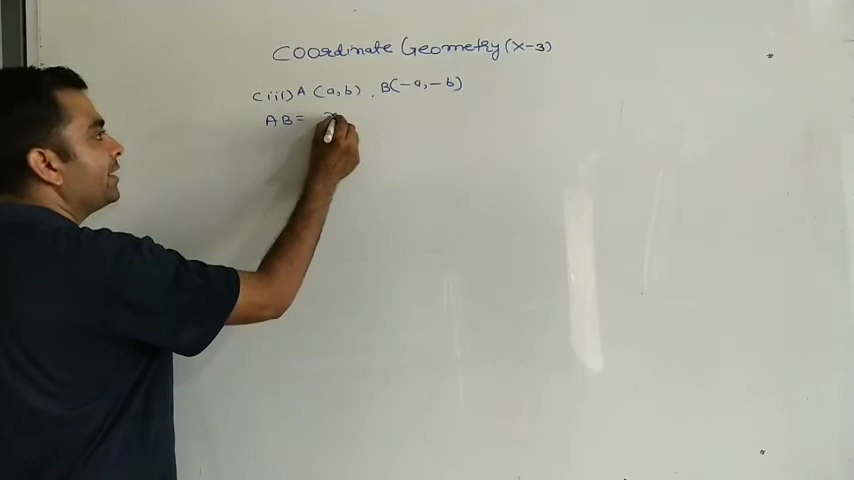 Coordinate Geometry (X-3)
(iii) A (a,b) , B(-a,-b)
AB =